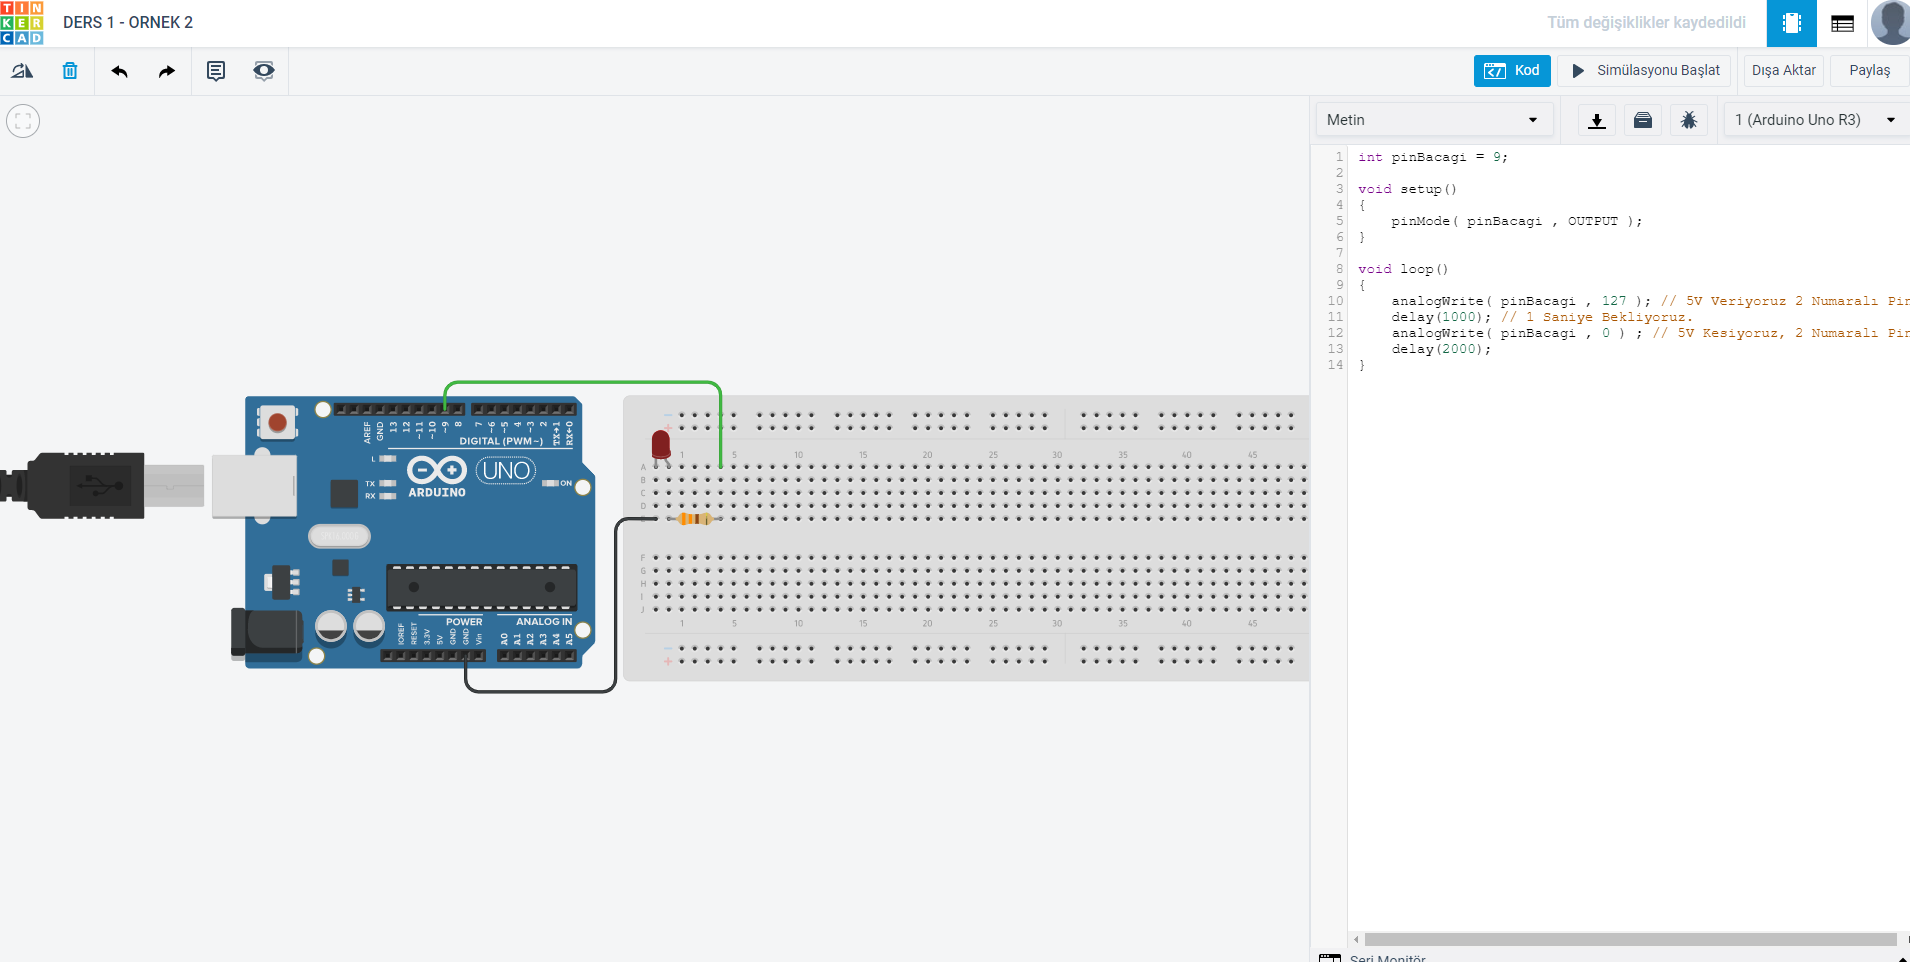 TINKERCAD
DERS 1 - ORNEK 2
Tüm değişiklikler kaydedildi
Kod
Simülasyonu Başlat
Dışa Aktar
Paylaş
Metin
1 (Arduino Uno R3)
1 int pinBacagi = 9;
2
3 void setup()
4 {
5 pinMode( pinBacagi , OUTPUT );
6 }
7
8 void loop()
9 {
10 analogWrite( pinBacagi , 127 ); // 5V Veriyoruz 2 Numaralı Pin
11 delay(1000); // 1 Saniye Bekliyoruz.
12 analogWrite( pinBacagi , 0 ) ; // 5V Kesiyoruz, 2 Numaralı Pin
13 delay(2000);
14 }
AREF GND 13 12 ~11 ~10 ~9 8 7 ~6 ~5 4 ~3 2 TX→1 RX←0
DIGITAL (PWM~)
L
TX
RX
ARDUINO
UNO
ON
POWER
ANALOG IN
IOREF RESET 3.3V 5V GND GND Vin A0 A1 A2 A3 A4 A5
1 5 10 15 20 25 30 35 40 45
A
B
C
D
F
G
H
I
J
1 5 10 15 20 25 30 35 40 45
Seri Monitör